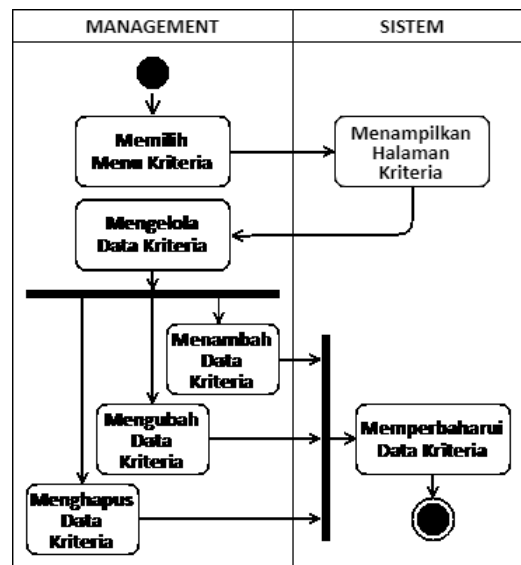 MANAGEMENT
SISTEM
Memilih
Menu Kriteria
Menampilkan
Halaman
Kriteria
Mengelola
Data Kriteria
Menambah
Data
Kriteria
Mengubah
Data
Kriteria
Memperbaharui
Data Kriteria
Menghapus
Data
Kriteria